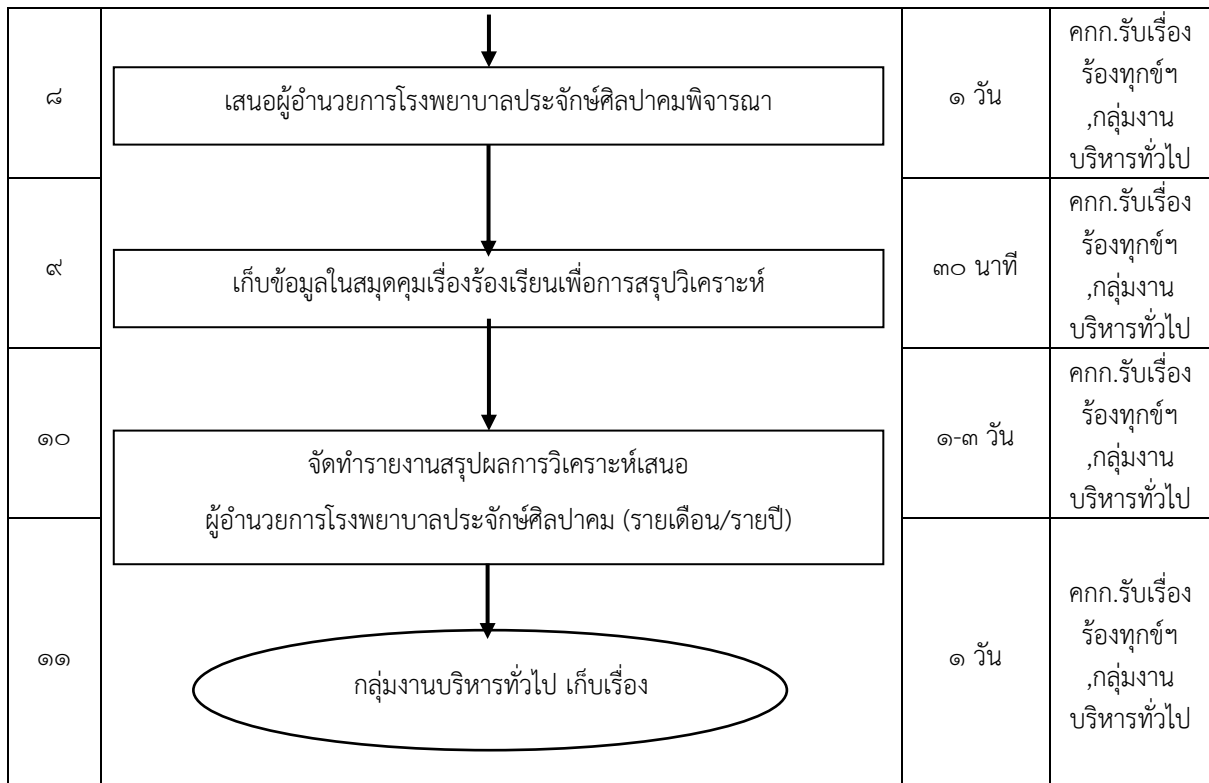 ๘
เสนอผู้อำนวยการโรงพยาบาลประจักษ์ศิลปาคมพิจารณา
๑ วัน
คกก.รับเรื่อง
ร้องทุกข์ฯ
,กลุ่มงาน
บริหารทั่วไป
๙
เก็บข้อมูลในสมุดคุมเรื่องร้องเรียนเพื่อการสรุปวิเคราะห์
๓๐ นาที
คกก.รับเรื่อง
ร้องทุกข์ฯ
,กลุ่มงาน
บริหารทั่วไป
๑๐
จัดทำรายงานสรุปผลการวิเคราะห์เสนอ
ผู้อำนวยการโรงพยาบาลประจักษ์ศิลปาคม (รายเดือน/รายปี)
๑-๓ วัน
คกก.รับเรื่อง
ร้องทุกข์ฯ
,กลุ่มงาน
บริหารทั่วไป
๑๑
กลุ่มงานบริหารทั่วไป เก็บเรื่อง
๑ วัน
คกก.รับเรื่อง
ร้องทุกข์ฯ
,กลุ่มงาน
บริหารทั่วไป